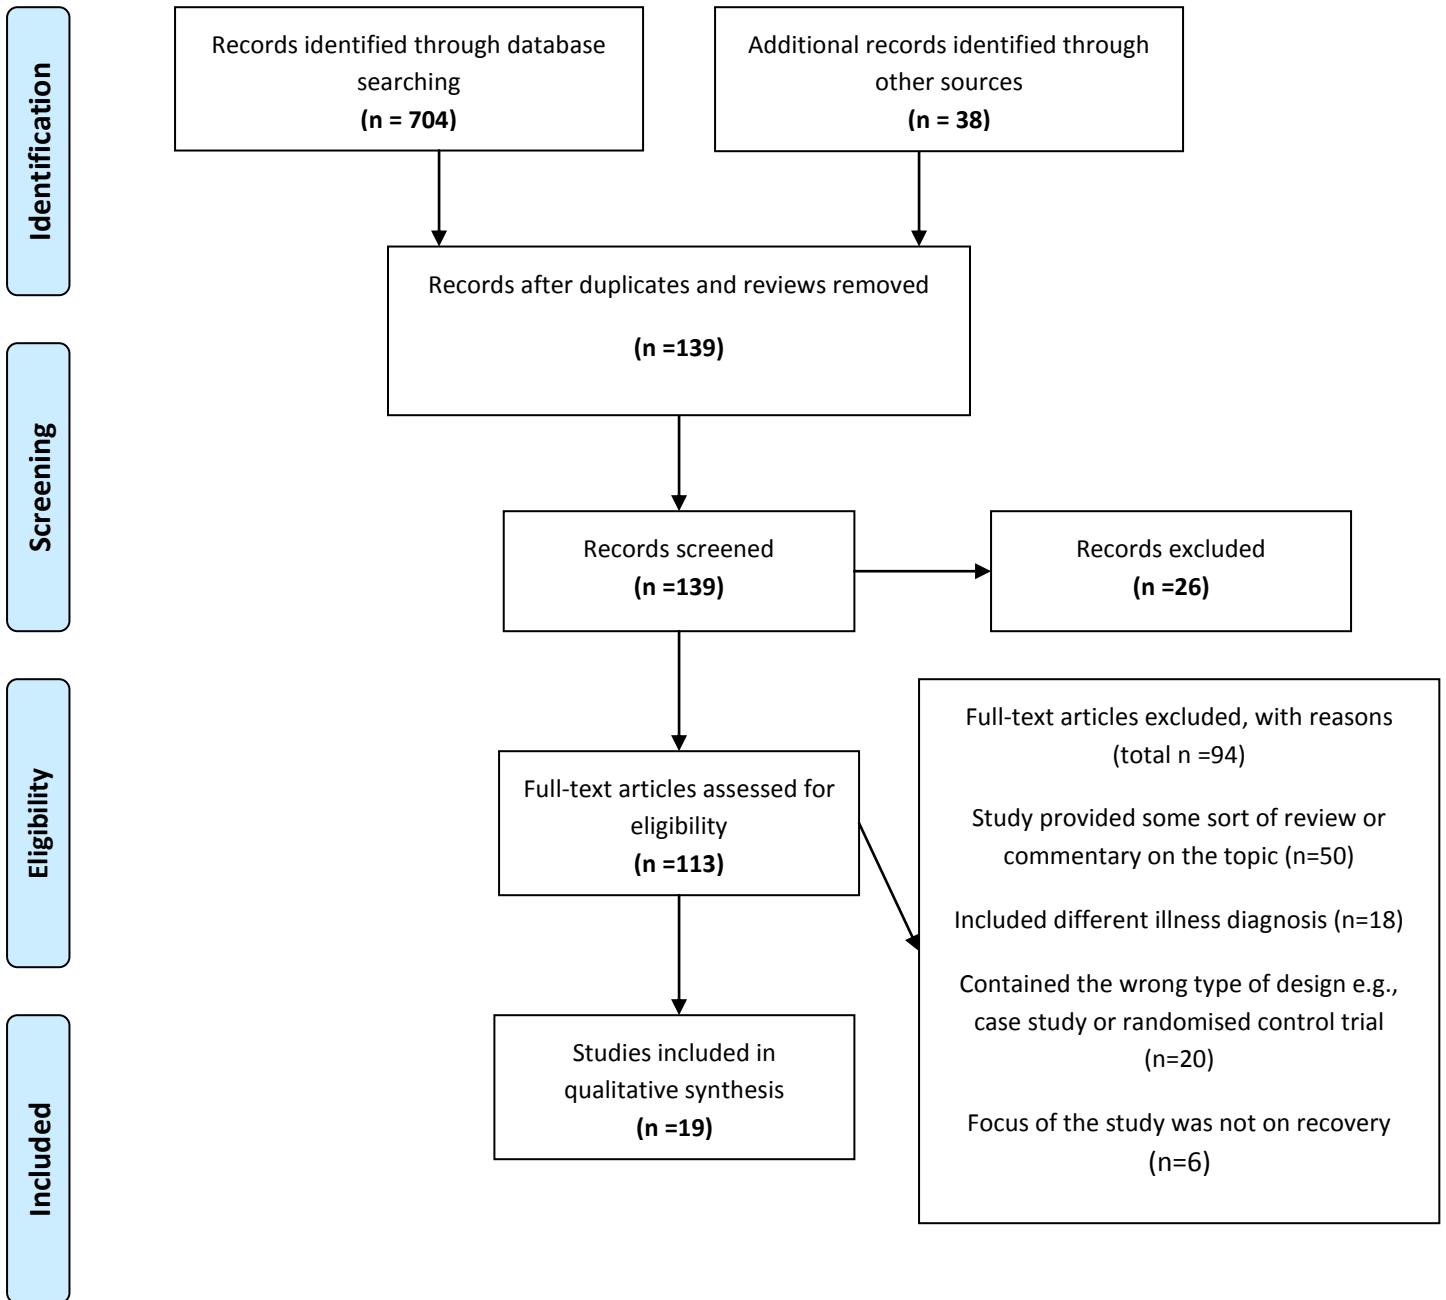 Identification
Records identified through database
searching
(n = 704)
Additional records identified through
other sources
(n = 38)
Records after duplicates and reviews removed
(n =139)
Screening
Records screened
(n =139)
Records excluded
(n =26)
Eligibility
Full-text articles assessed for
eligibility
(n =113)
Full-text articles excluded, with reasons
(total n =94)
Study provided some sort of review or
commentary on the topic (n=50)
Included different illness diagnosis (n=18)
Contained the wrong type of design e.g.,
case study or randomised control trial
(n=20)
Focus of the study was not on recovery
(n=6)
Included
Studies included in
qualitative synthesis
(n =19)